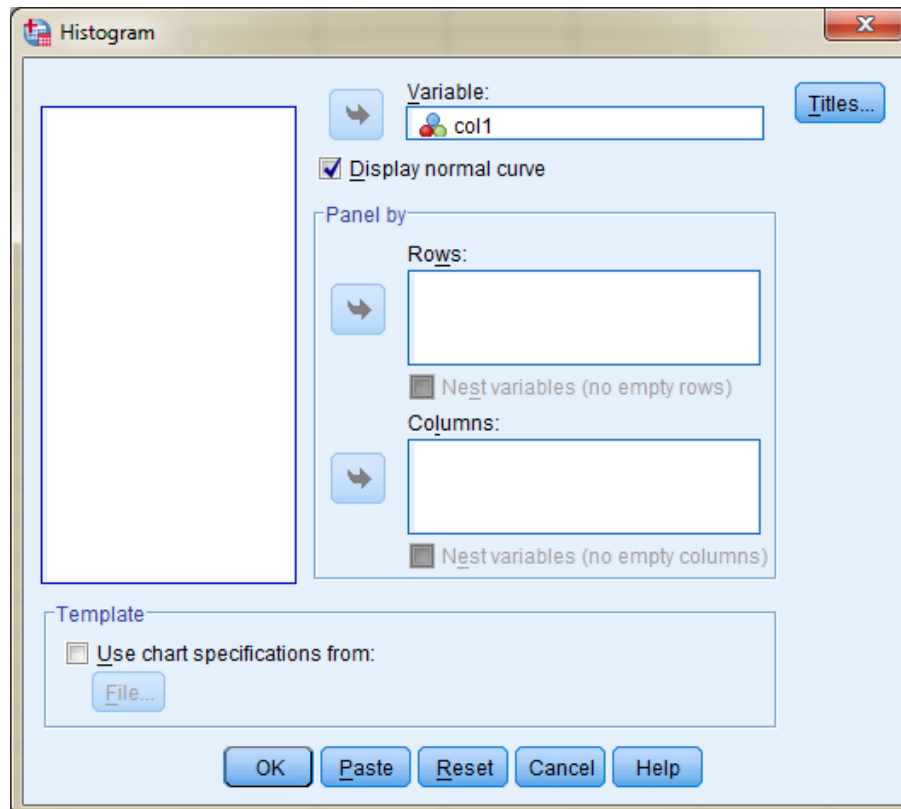 Histogram
Variable:
Titles...
col1
Display normal curve
Panel by
Rows:
Nest variables (no empty rows)
Columns:
Nest variables (no empty columns)
Template
Use chart specifications from:
File...
OK Paste Reset Cancel Help